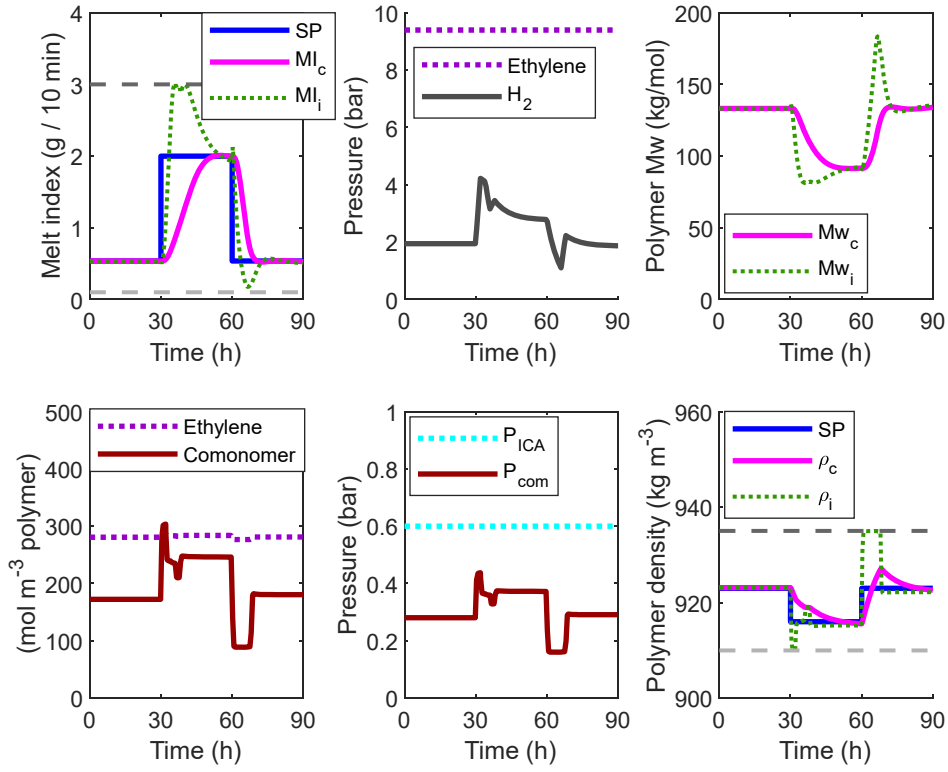 Melt index (g / 10 min)
4
3
2
1
0
SP
MI_c
MI_i
0 30 60 90
Time (h)
Pressure (bar)
10
8
6
4
2
0
Ethylene
H_2
0 30 60 90
Time (h)
Polymer Mw (kg/mol)
200
150
100
50
0
Mw_c
Mw_i
0 30 60 90
Time (h)
(mol m^-3 polymer)
500
400
300
200
100
0
Ethylene
Comonomer
0 30 60 90
Time (h)
Pressure (bar)
1
0.8
0.6
0.4
0.2
0
P_ICA
P_com
0 30 60 90
Time (h)
Polymer density (kg m^-3)
960
940
920
900
SP
ρ_c
ρ_i
0 30 60 90
Time (h)